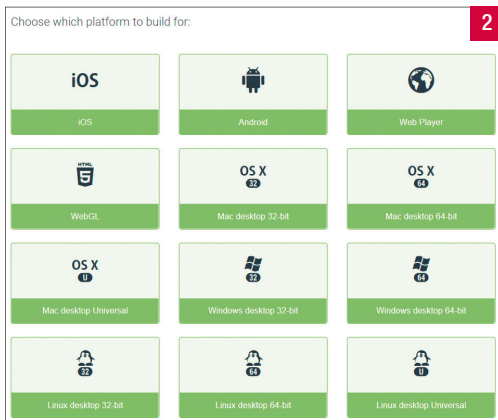 Choose which platform to build for:
2
iOS
iOS
Android
Web Player
HTML
5
WebGL
OS X
32
Mac desktop 32-bit
OS X
64
Mac desktop 64-bit
OS X
U
Mac desktop Universal
32
Windows desktop 32-bit
64
Windows desktop 64-bit
32
Linux desktop 32-bit
64
Linux desktop 64-bit
U
Linux desktop Universal